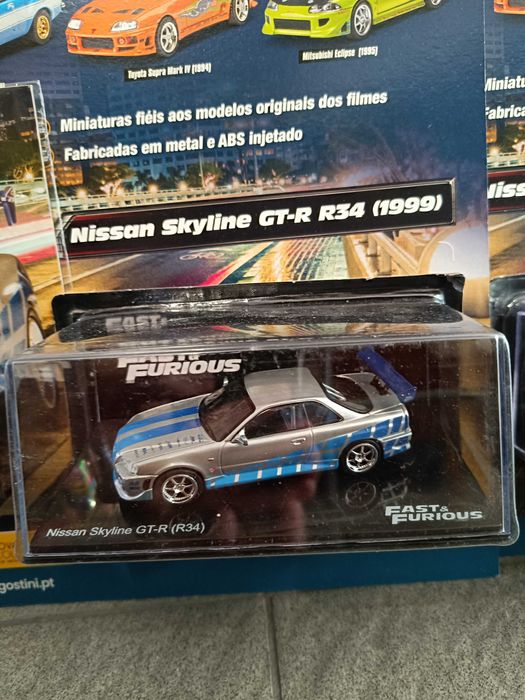 Toyota Supra Mark IV (1994)
Mitsubishi Eclipse (1995)
Miniaturas fiéis aos modelos originais dos filmes
Fabricadas em metal e ABS injetado
Nissan Skyline GT-R R34 (1999)
FAST &
FURIOUS
Nissan Skyline GT-R (R34)
FAST &
FURIOUS
gostini.pt